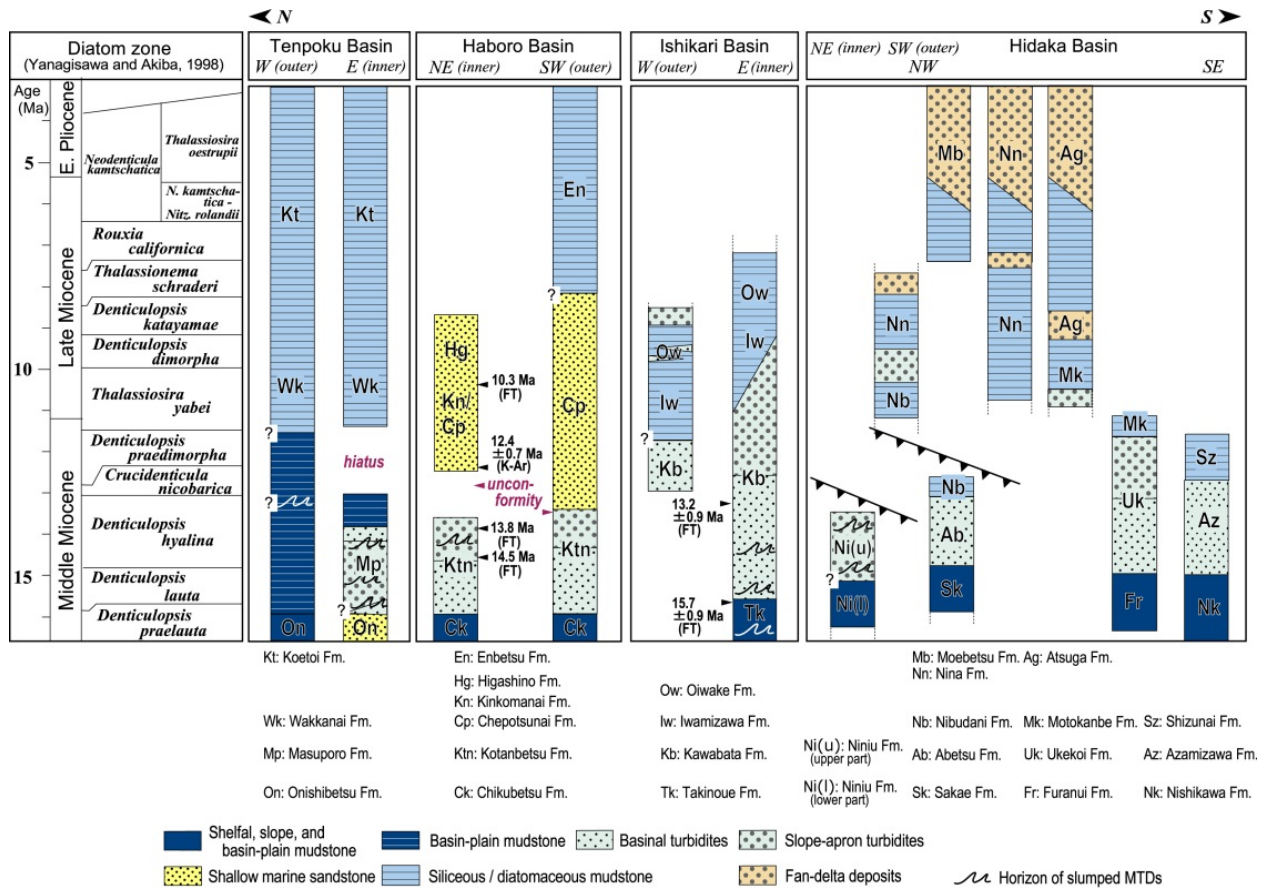 N
S
Diatom zone
(Yanagisawa and Akiba, 1998)
Tenpoku Basin
W (outer) E (inner)
Haboro Basin
NE (inner) SW (outer)
Ishikari Basin
W (outer) E (inner)
Hidaka Basin
NE (inner) SW (outer)
NW SE
Age
(Ma)
5
10
15
E. Pliocene
Late Miocene
Middle Miocene
Neodenticula
kamtschatica
Thalassiosira
oestrupii
N. kamtscha-
tica -
Nitz. rolandii
Rouxia
californica
Thalassionema
schraderi
Denticulopsis
katayamae
Denticulopsis
dimorpha
Thalassiosira
yabei
Denticulopsis
praedimorpha
Crucidenticula
nicobarica
Denticulopsis
hyalina
Denticulopsis
lauta
Denticulopsis
praelauta
Kt
Wk
?
?
On
Kt
Wk
hiatus
Mp
?
On
Hg
Kn/
Cp
Ktn
Ck
10.3 Ma
(FT)
12.4
±0.7 Ma
(K-Ar)
uncon-
formity
13.8 Ma
(FT)
14.5 Ma
(FT)
En
?
Cp
Ktn
Ck
Ow
Iw
?
Kb
Ow
Iw
Kb
Tk
13.2
±0.9 Ma
(FT)
15.7
±0.9 Ma
(FT)
Nn
Nb
Ni(u)
?
Ni(l)
Mb
Nb
Ab
Sk
Nn
Nn
Ag
Ag
Mk
Mk
Uk
Fr
Sz
Az
Nk
Kt: Koetoi Fm.
Wk: Wakkanai Fm.
Mp: Masuporo Fm.
On: Onishibetsu Fm.
En: Enbetsu Fm.
Hg: Higashino Fm.
Kn: Kinkomanai Fm.
Cp: Chepotsunai Fm.
Ktn: Kotanbetsu Fm.
Ck: Chikubetsu Fm.
Ow: Oiwake Fm.
Iw: Iwamizawa Fm.
Kb: Kawabata Fm.
Tk: Takinoue Fm.
Mb: Moebetsu Fm. Ag: Atsuga Fm.
Nn: Nina Fm.
Nb: Nibudani Fm. Mk: Motokanbe Fm. Sz: Shizunai Fm.
Ni(u): Niniu Fm.
(upper part)
Ab: Abetsu Fm. Uk: Ukekoi Fm. Az: Azamizawa Fm.
Ni(l): Niniu Fm.
(lower part)
Sk: Sakae Fm. Fr: Furanui Fm. Nk: Nishikawa Fm.
Shelfal, slope, and
basin-plain mudstone
Basin-plain mudstone
Basinal turbidites
Slope-apron turbidites
Shallow marine sandstone
Siliceous / diatomaceous mudstone
Fan-delta deposits
Horizon of slumped MTDs